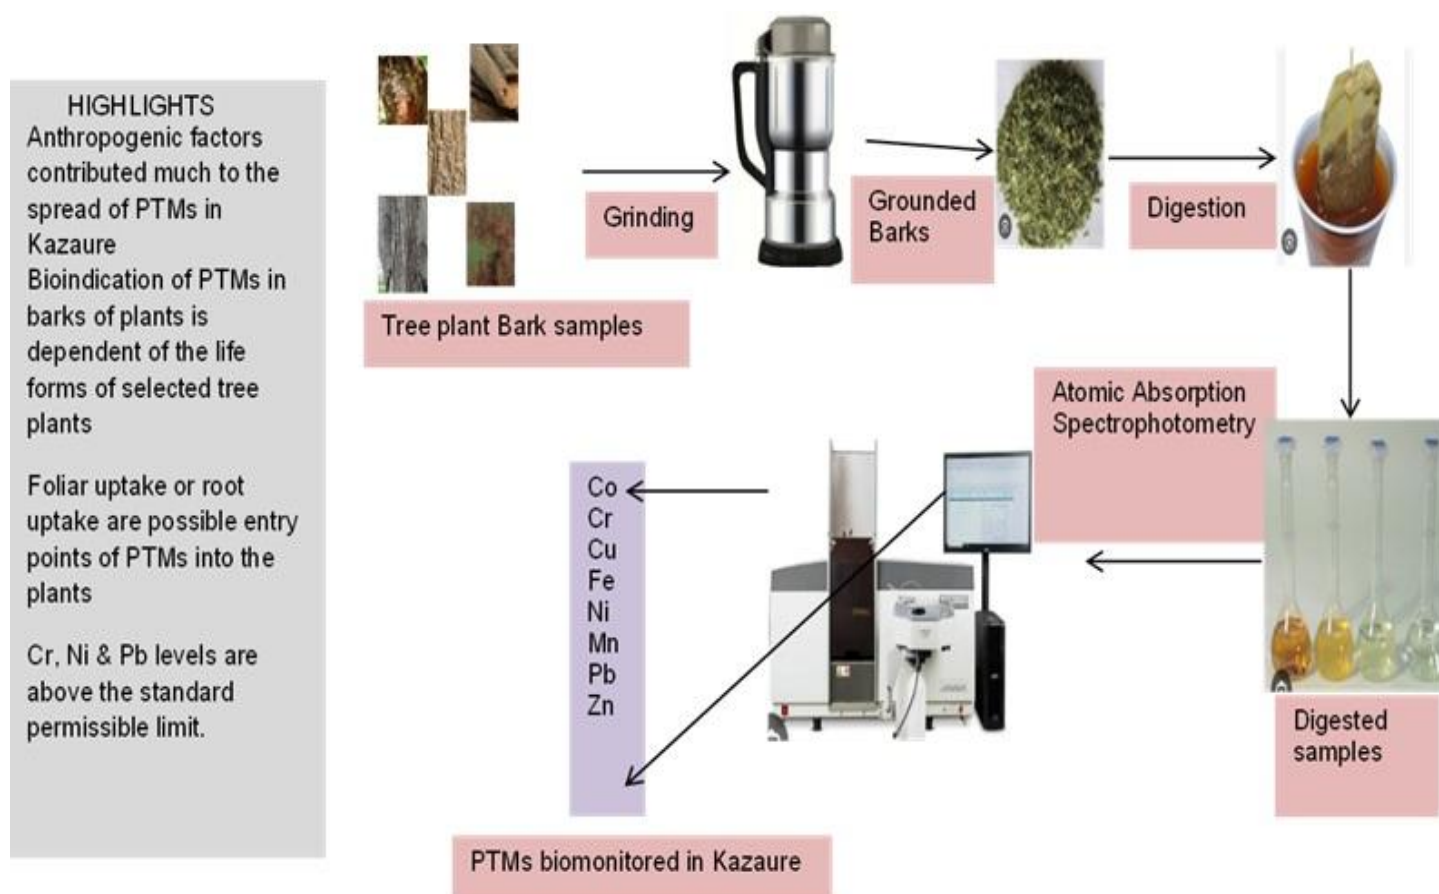 HIGHLIGHTS
Anthropogenic factors
contributed much to the
spread of PTMs in
Kazaure
Bioindication of PTMs in
barks of plants is
dependent of the life
forms of selected tree
plants
Foliar uptake or root
uptake are possible entry
points of PTMs into the
plants
Cr, Ni & Pb levels are
above the standard
permissible limit.
Tree plant Bark samples
Grinding
Grounded
Barks
Digestion
Atomic Absorption
Spectrophotometry
Digested
samples
Co
Cr
Cu
Fe
Ni
Mn
Pb
Zn
PTMs biomonitored in Kazaure